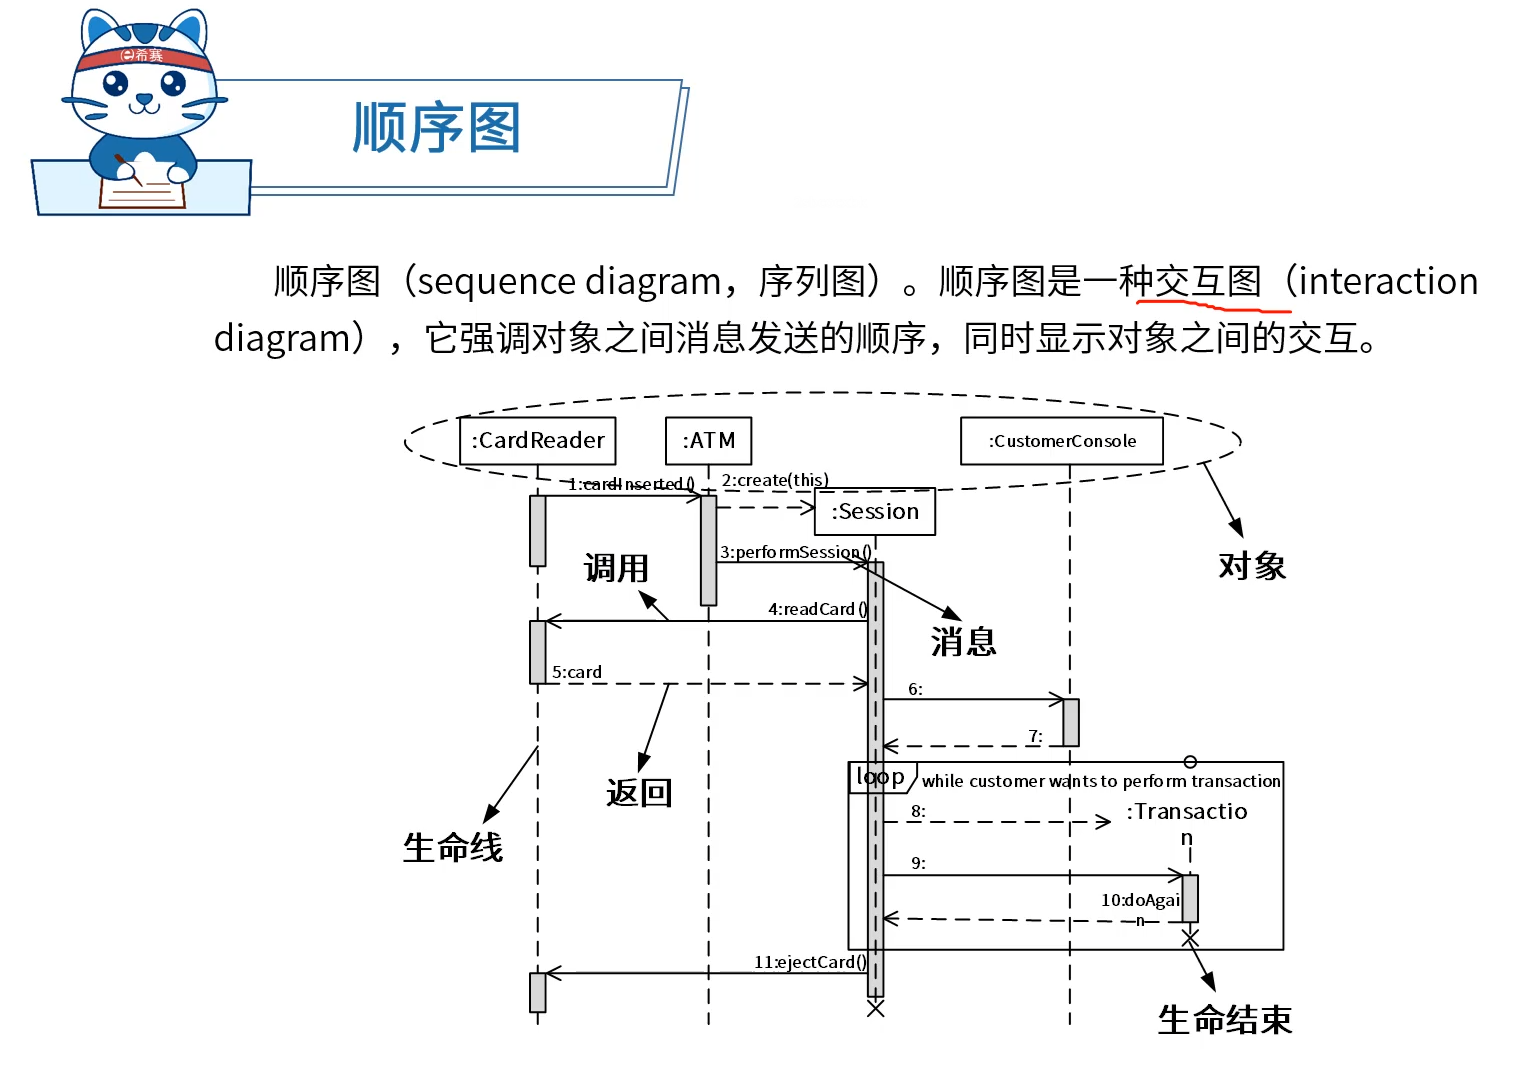 e希赛
顺序图
顺序图（sequence diagram，序列图）。顺序图是一种交互图（interaction
diagram），它强调对象之间消息发送的顺序，同时显示对象之间的交互。
:CardReader
:ATM
:CustomerConsole
1:cardInserted()
2:create(this)
:Session
3:performSession()
对象
调用
4:readCard()
消息
5:card
6:
7:
返回
loop
while customer wants to perform transaction
8:
:Transactio
n
生命线
9:
10:doAgai
n
11:ejectCard()
生命结束